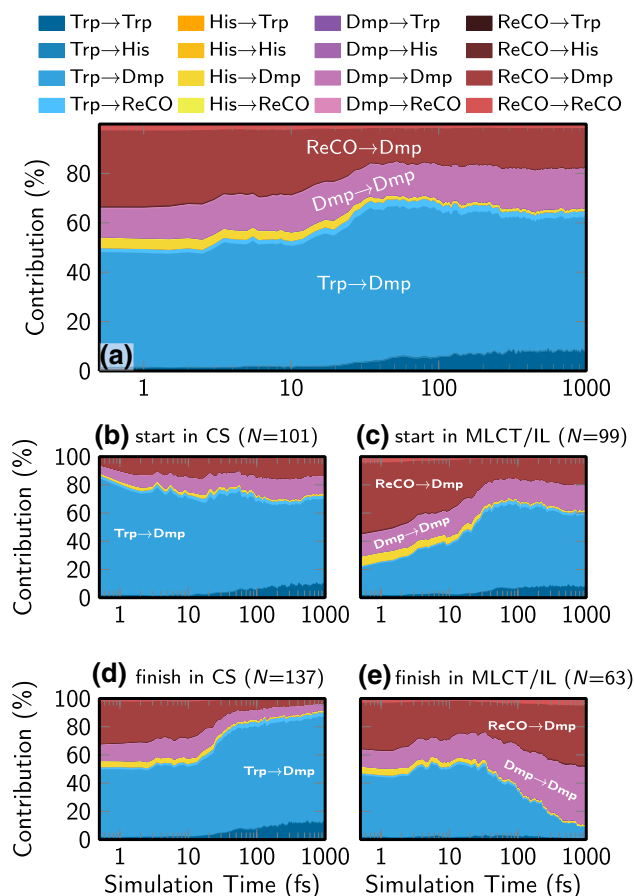 Trp→Trp His→Trp Dmp→Trp ReCO→Trp
Trp→His His→His Dmp→His ReCO→His
Trp→Dmp His→Dmp Dmp→Dmp ReCO→Dmp
Trp→ReCO His→ReCO Dmp→ReCO ReCO→ReCO
Contribution (%)
80
60
40
20
0
ReCO→Dmp
Dmp→Dmp
Trp→Dmp
(a)
1 10 100 1000
(b) start in CS (N=101)
(c) start in MLCT/IL (N=99)
Contribution (%)
100
80
60
40
20
0
Trp→Dmp
ReCO→Dmp
Dmp→Dmp
1 10 100 1000
1 10 100 1000
(d) finish in CS (N=137)
(e) finish in MLCT/IL (N=63)
Contribution (%)
100
80
60
40
20
0
Trp→Dmp
ReCO→Dmp
Dmp→Dmp
1 10 100 1000
1 10 100 1000
Simulation Time (fs)
Simulation Time (fs)